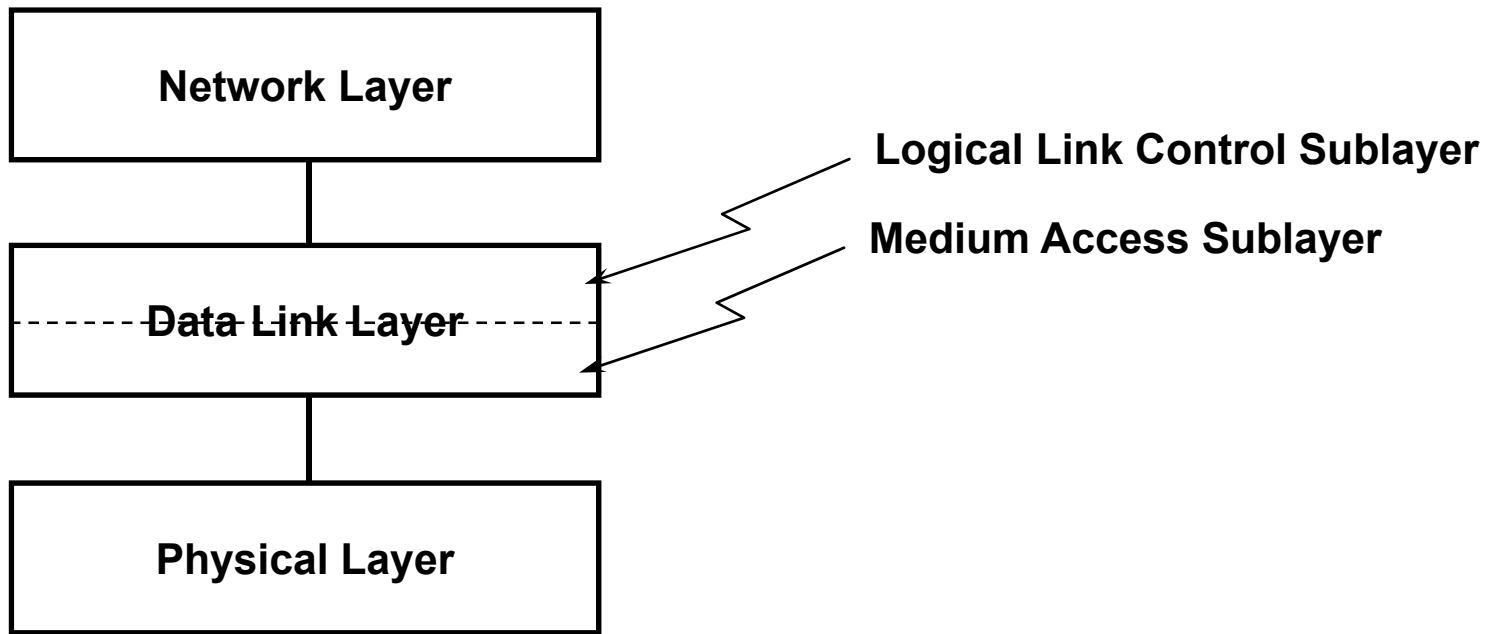 Network Layer
Logical Link Control Sublayer
Medium Access Sublayer
Data Link Layer
Physical Layer